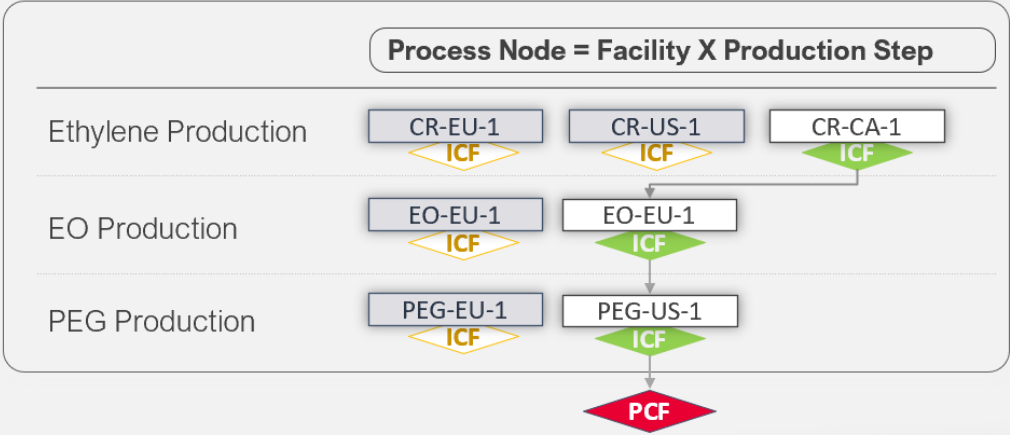 Process Node = Facility X Production Step
Ethylene Production
CR-EU-1
CR-US-1
CR-CA-1
ICF
ICF
ICF
EO Production
EO-EU-1
EO-EU-1
ICF
ICF
PEG Production
PEG-EU-1
PEG-US-1
ICF
ICF
PCF